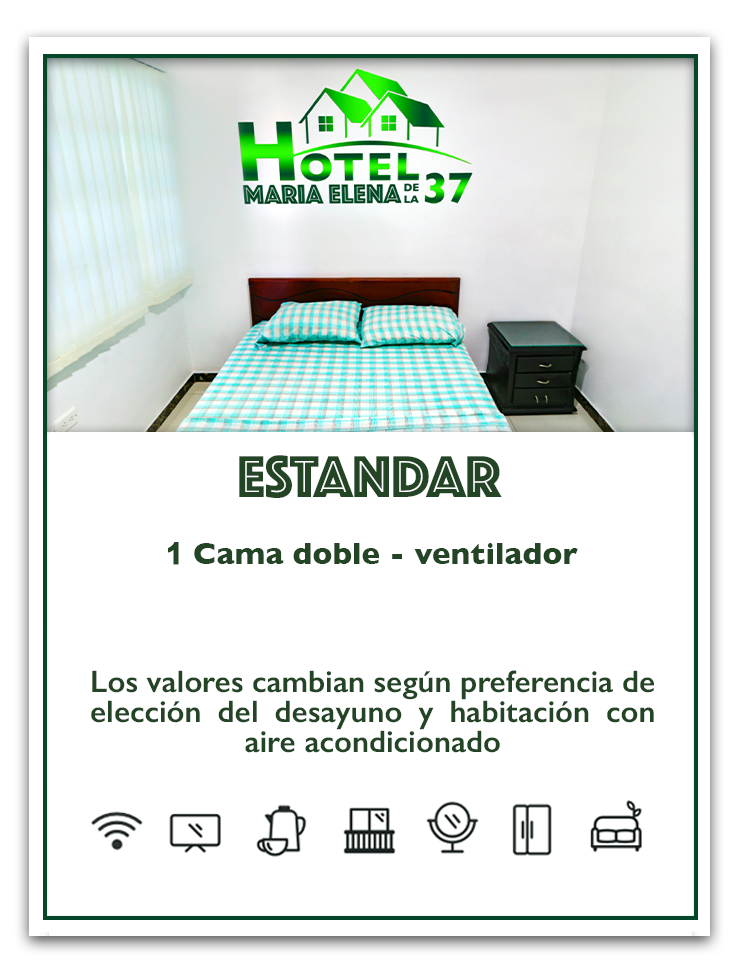 HOTEL
MARIA ELENA DE LA 37
ESTANDAR
1 Cama doble - ventilador
Los valores cambian según preferencia de
elección del desayuno y habitación con
aire acondicionado